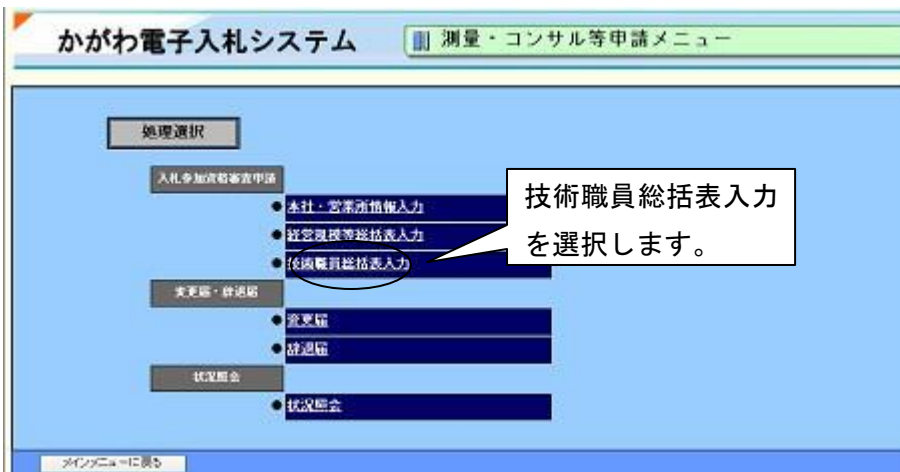 かがわ電子入札システム
測量・コンサル等申請メニュー
処理選択
入札参加資格審査申請
本社・営業所情報入力
経営規模等総括表入力
技術職員総括表入力
技術職員総括表入力
を選択します。
変更届・辞退届
変更届
辞退届
状況照会
状況照会
メインメニューに戻る